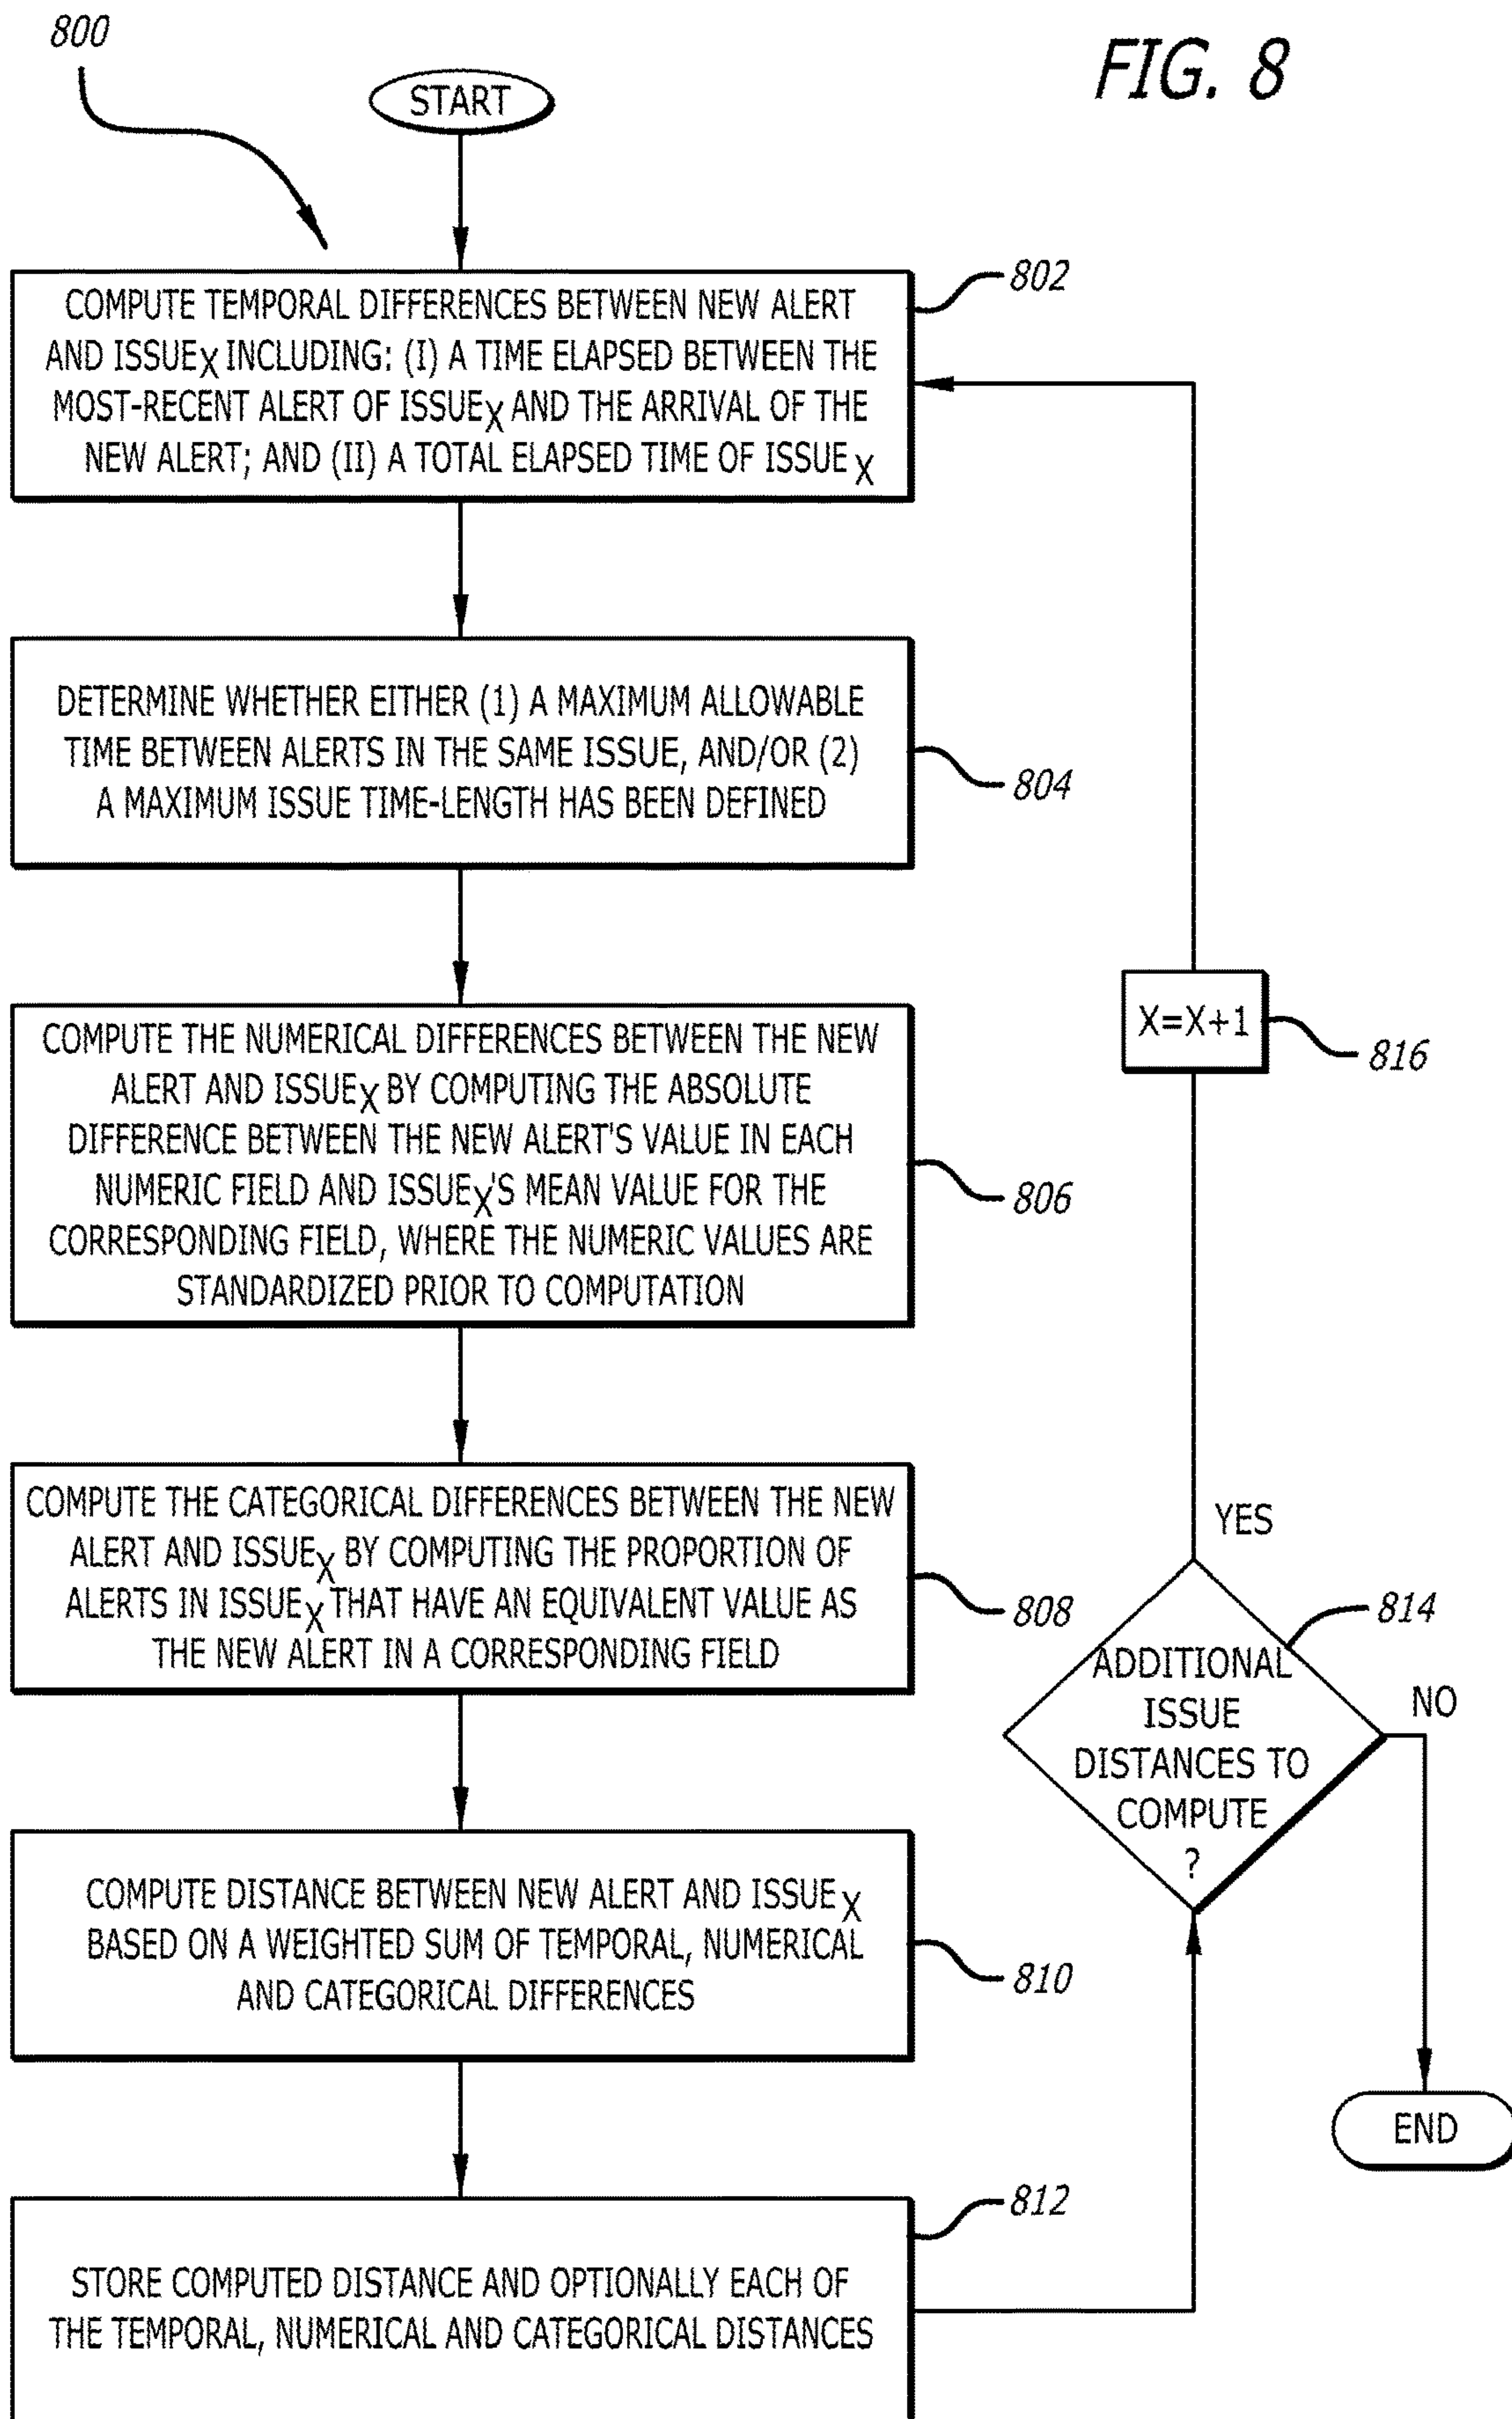 800
FIG. 8
START
802
COMPUTE TEMPORAL DIFFERENCES BETWEEN NEW ALERT
AND ISSUEX INCLUDING: (I) A TIME ELAPSED BETWEEN THE
MOST-RECENT ALERT OF ISSUEX AND THE ARRIVAL OF THE
NEW ALERT; AND (II) A TOTAL ELAPSED TIME OF ISSUEX
DETERMINE WHETHER EITHER (1) A MAXIMUM ALLOWABLE
TIME BETWEEN ALERTS IN THE SAME ISSUE, AND/OR (2)
A MAXIMUM ISSUE TIME-LENGTH HAS BEEN DEFINED
804
COMPUTE THE NUMERICAL DIFFERENCES BETWEEN THE NEW
ALERT AND ISSUEX BY COMPUTING THE ABSOLUTE
DIFFERENCE BETWEEN THE NEW ALERT'S VALUE IN EACH
NUMERIC FIELD AND ISSUEX'S MEAN VALUE FOR THE
CORRESPONDING FIELD, WHERE THE NUMERIC VALUES ARE
STANDARDIZED PRIOR TO COMPUTATION
806
X=X+1
816
COMPUTE THE CATEGORICAL DIFFERENCES BETWEEN THE NEW
ALERT AND ISSUEX BY COMPUTING THE PROPORTION OF
ALERTS IN ISSUEX THAT HAVE AN EQUIVALENT VALUE AS
THE NEW ALERT IN A CORRESPONDING FIELD
808
YES
814
ADDITIONAL
ISSUE
DISTANCES TO
COMPUTE
?
NO
COMPUTE DISTANCE BETWEEN NEW ALERT AND ISSUEX
BASED ON A WEIGHTED SUM OF TEMPORAL, NUMERICAL
AND CATEGORICAL DIFFERENCES
810
END
812
STORE COMPUTED DISTANCE AND OPTIONALLY EACH OF
THE TEMPORAL, NUMERICAL AND CATEGORICAL DISTANCES